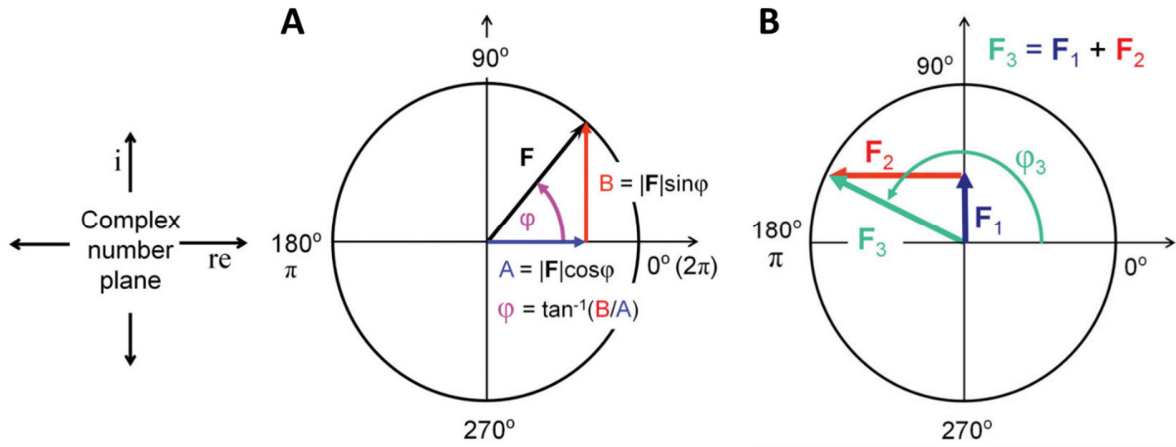 i
Complex
number
plane
re
A
90°
F
B = |F|sinφ
φ
180°
π
0° (2π)
A = |F|cosφ
φ = tan⁻¹(B/A)
270°
B
F₃ = F₁ + F₂
90°
F₂
φ₃
F₁
F₃
180°
π
0°
270°